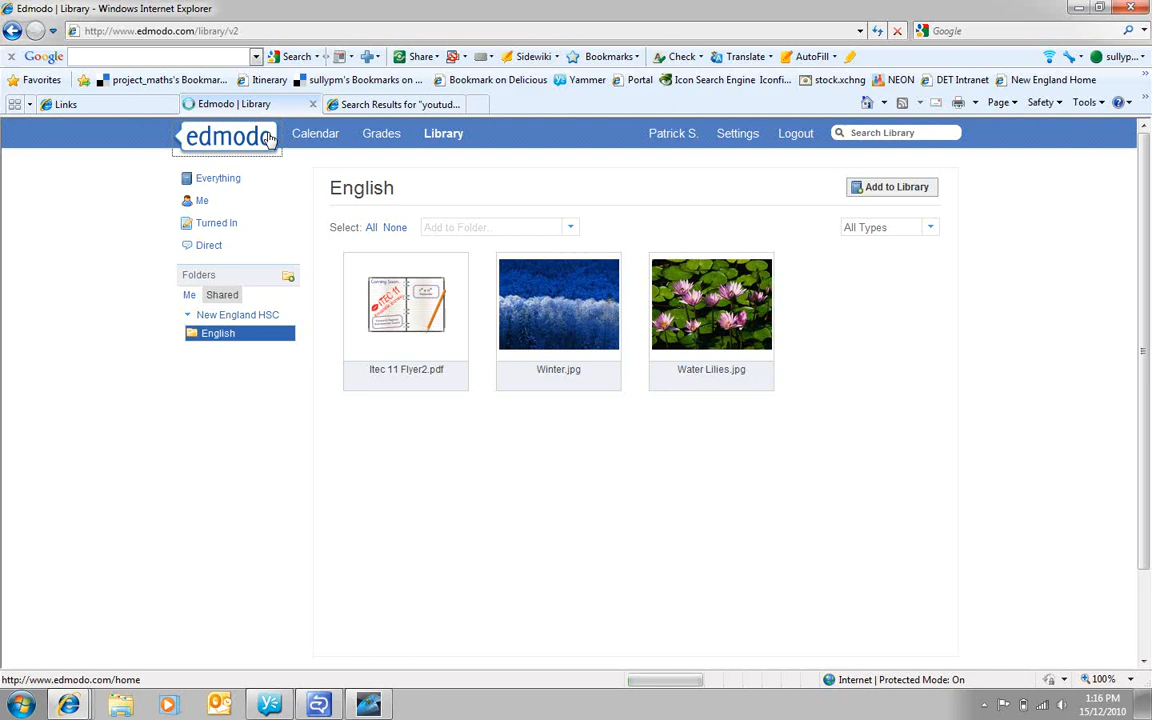 Edmodo | Library - Windows Internet Explorer
http://www.edmodo.com/library/v2
Google
Google
Search
Share
Sidewiki
Bookmarks
Check
Translate
AutoFill
sullyp...
Favorites
project_maths's Bookmar...
Itinerary
sullypm's Bookmarks on ...
Bookmark on Delicious
Yammer
Portal
Icon Search Engine Iconfi...
stock.xchng
NEON
DET Intranet
New England Home
Links
Edmodo | Library
Search Results for "youtud...
Page
Safety
Tools
edmodo
Calendar
Grades
Library
Patrick S.
Settings
Logout
Search Library
Everything
Me
Turned In
Direct
Folders
Me
Shared
New England HSC
English
English
Add to Library
Select: All None
Add to Folder..
All Types
Itec 11 Flyer2.pdf
Winter.jpg
Water Lilies.jpg
http://www.edmodo.com/home
Internet | Protected Mode: On
100%
1:16 PM
15/12/2010